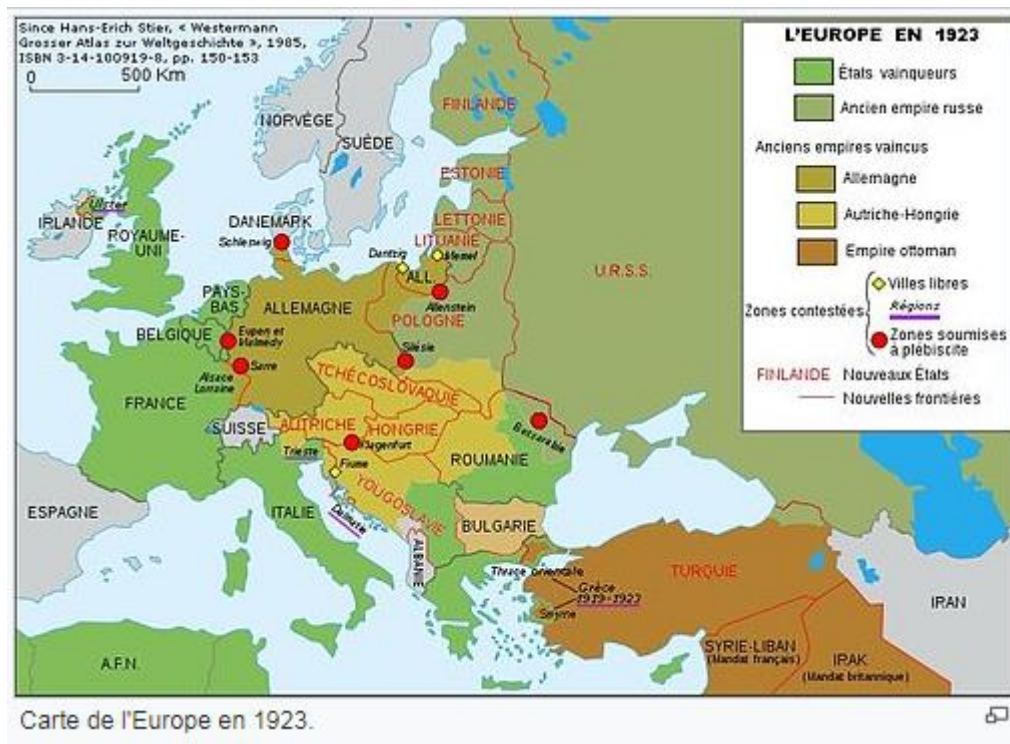 Since Hans-Erich Stier, « Westermann
Grosser Atlas zur Weltgeschichte », 1985,
ISBN 3-14-100919-8, pp. 150-153
0 500 Km
L'EUROPE EN 1923
États vainqueurs
Ancien empire russe
Anciens empires vaincus
Allemagne
Autriche-Hongrie
Empire ottoman
Zones contestées
Villes libres
Régions
Zones soumises
à plébiscite
FINLANDE Nouveaux États
Nouvelles frontières
FINLANDE
NORVÈGE
SUÈDE
ESTONIE
LETTONIE
LITUANIE
Memel
Ulster
IRLANDE
ROYAUME-
UNI
DANEMARK
Schleswig
Dantzig
ALL.
Allenstein
U.R.S.S.
PAYS-
BAS
ALLEMAGNE
POLOGNE
BELGIQUE
Eupen et
Malmedy
Silésie
Sarre
Alsace
Lorraine
TCHÉCOSLOVAQUIE
FRANCE
SUISSE
AUTRICHE
HONGRIE
Klagenfurt
Bessarabie
Trieste
Fiume
ROUMANIE
YOUGOSLAVIE
ESPAGNE
ITALIE
Dalmatie
BULGARIE
ALBANIE
Thrace orientale
Grèce
1919-1923
Smyrne
TURQUIE
IRAN
A.F.N.
SYRIE-LIBAN
(Mandat français)
IRAK
(Mandat britannique)
Carte de l'Europe en 1923.